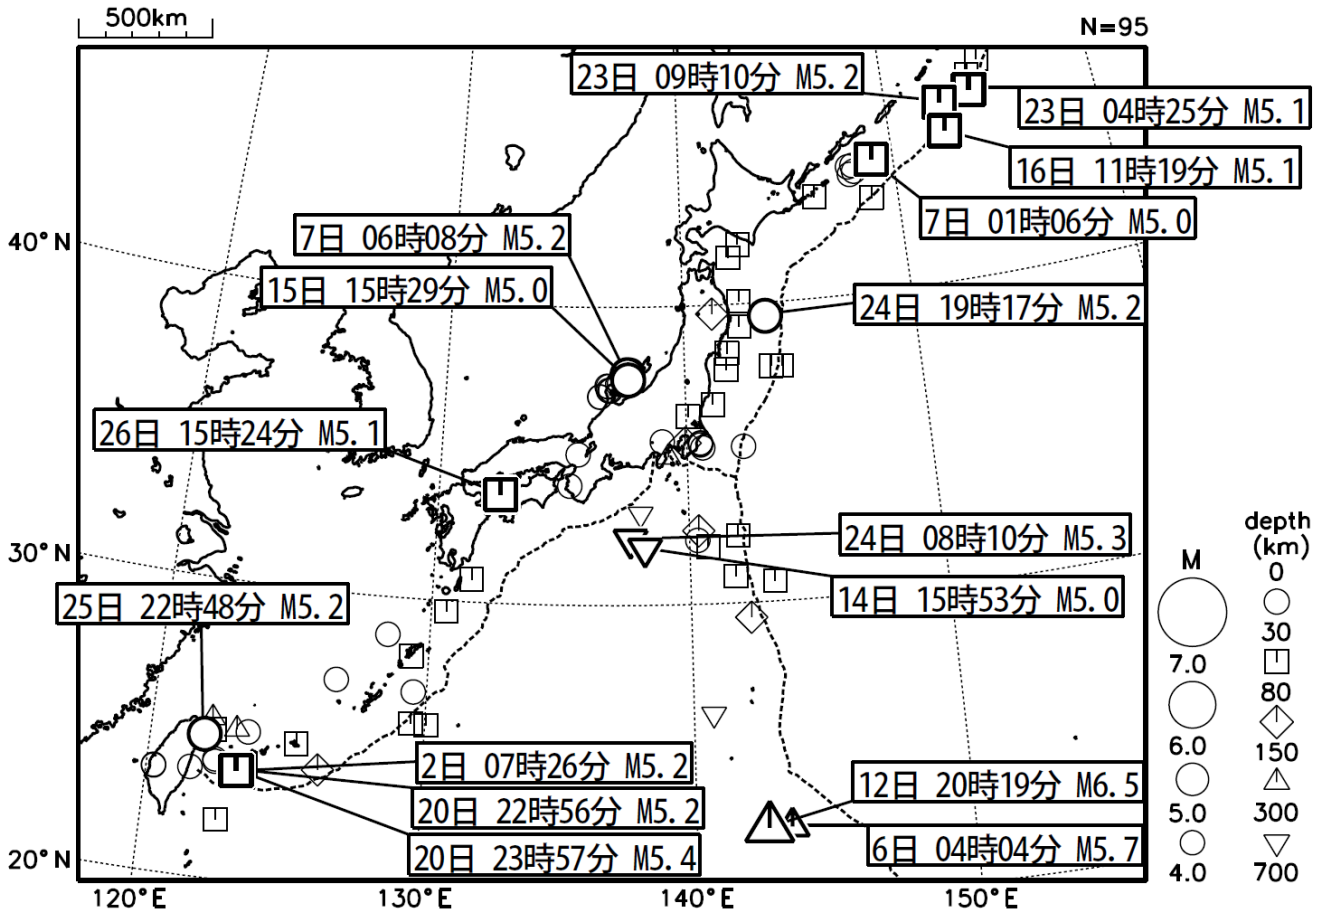 500km
N=95
23日 09時10分 M5.2
23日 04時25分 M5.1
16日 11時19分 M5.1
7日 01時06分 M5.0
7日 06時08分 M5.2
40°N
15日 15時29分 M5.0
24日 19時17分 M5.2
26日 15時24分 M5.1
24日 08時10分 M5.3
30°N
14日 15時53分 M5.0
25日 22時48分 M5.2
2日 07時26分 M5.2
20日 22時56分 M5.2
12日 20時19分 M6.5
20日 23時57分 M5.4
6日 04時04分 M5.7
20°N
120°E
130°E
140°E
150°E
M
7.0
6.0
5.0
4.0
depth
(km)
0
30
80
150
300
700